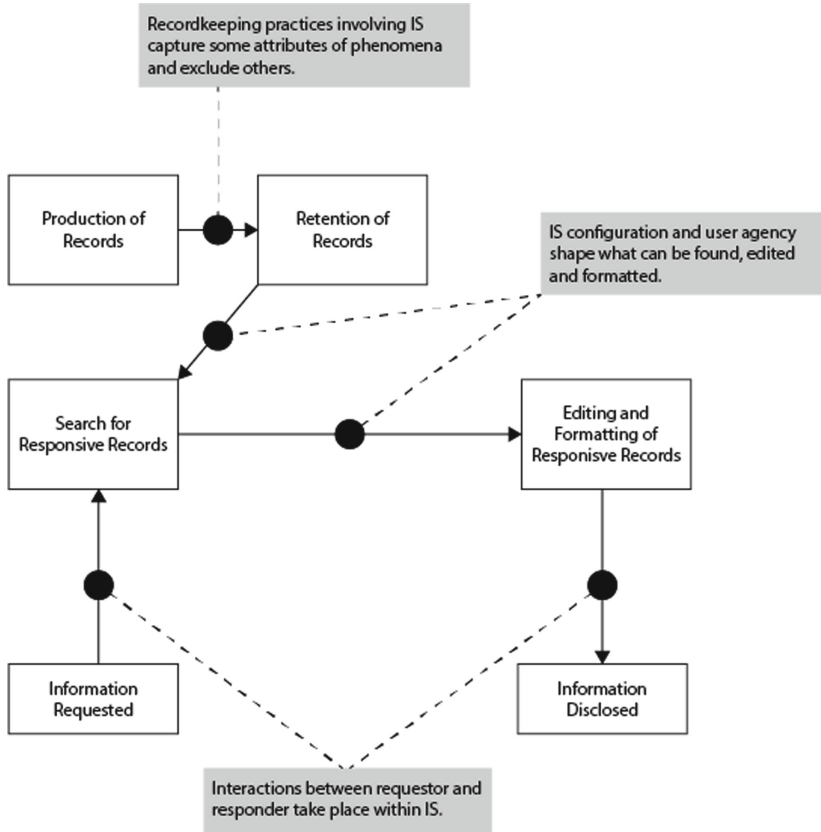 Recordkeeping practices involving IS
capture some attributes of phenomena
and exclude others.
Production of
Records
Retention of
Records
IS configuration and user agency
shape what can be found, edited
and formatted.
Search for
Responsive Records
Editing and
Formatting of
Responisve Records
Information
Requested
Information
Disclosed
Interactions between requestor and
responder take place within IS.